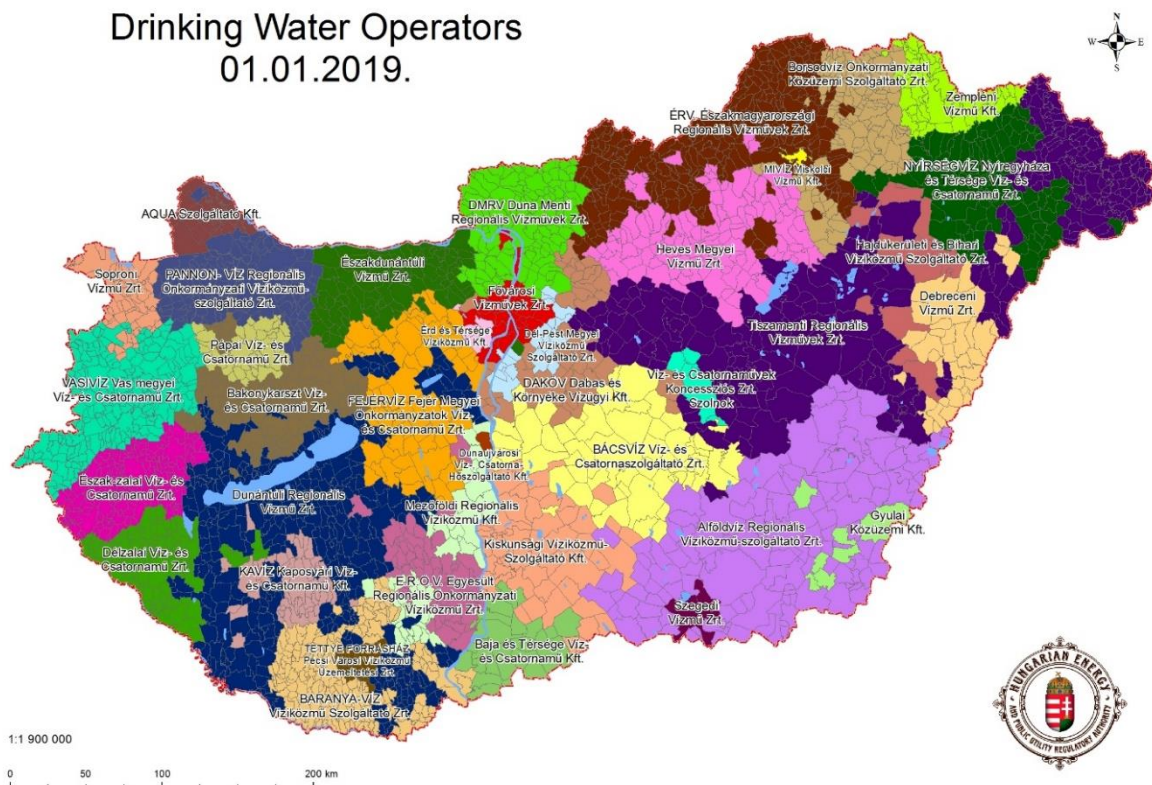 Drinking Water Operators
01.01.2019.
N
W
E
S
Borsodvíz Önkormányzati
Közüzemi Szolgáltató Zrt.
Zempléni
Vízmű Kft.
ÉRV. Északmagyarországi
Regionális Vízművek Zrt.
MIVÍZ Miskolci
Vízmű Kft.
NYÍRSÉGVÍZ Nyíregyháza
és Térsége Víz- és
Csatornamű Zrt.
AQUA Szolgáltató Kft.
DMRV Duna Menti
Regionális Vízművek Zrt.
Heves Megyei
Vízmű Zrt.
Hajdúkerületi és Bihari
Víziközmű Szolgáltató Zrt.
Soproni
Vízmű Zrt.
PANNON- VÍZ Regionális
Önkormányzati Víziközmű-
szolgáltató Zrt.
Északdunántúli
Vízmű Zrt.
Fővárosi
Vízművek Zrt.
Debreceni
Vízmű Zrt.
Érd és Térsége
Víziközmű Kft.
Dél-Pest Megyei
Víziközmű
Szolgáltató Zrt.
Tiszamenti Regionális
Vízművek Zrt.
Pápai Víz- és
Csatornamű Zrt.
VASIVÍZ Vas megyei
Víz- és Csatornamű Zrt.
Bakonykarszt Víz-
és Csatornamű Zrt.
FEJÉRVÍZ Fejér Megyei
Önkormányzatok Víz-
és Csatornamű Zrt.
DAKÖV Dabas és
Környéke Vízügyi Kft.
Víz- és Csatornaművek
Koncessziós Zrt.
Szolnok
Dunaújvárosi
Víz-, Csatorna-
Hőszolgáltató Kft.
BÁCSVÍZ Víz- és
Csatornaszolgáltató Zrt.
Észak-zalai Víz- és
Csatornamű Zrt.
Dunántúli Regionális
Vízmű Zrt.
Mezőföldi Regionális
Víziközmű Kft.
Kiskunsági Víziközmű-
Szolgáltató Kft.
Alföldvíz Regionális
Víziközmű-szolgáltató Zrt.
Gyulai
Közüzemi Kft.
Délzalai Víz- és
Csatornamű Zrt.
KAVÍZ Kaposvári Víz-
és Csatornamű Kft.
E.R.Ö.V. Egyesült
Regionális Önkormányzati
Víziközmű Zrt.
Szegedi
Vízmű Zrt.
TETTYE FORRÁSHÁZ
Pécsi Városi Víziközmű
Üzemeltetési Zrt.
Baja és Térsége Víz-
és Csatornamű Kft.
BARANYA-VÍZ
Víziközmű Szolgáltató Zrt.
HUNGARIAN ENERGY
AND PUBLIC UTILITY REGULATORY AUTHORITY
1:1 900 000
0 50 100 200 km